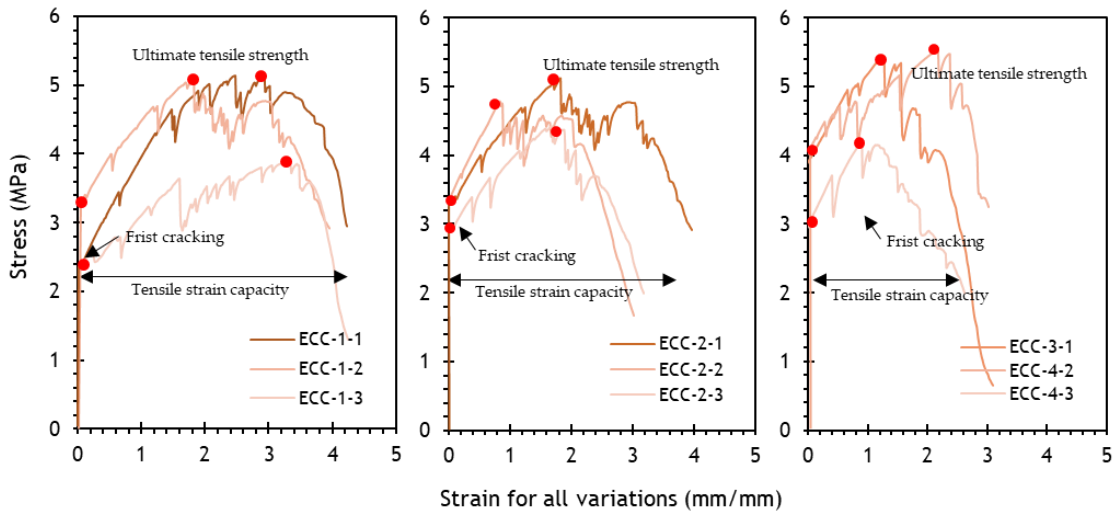 6
5
4
3
2
1
0
Stress (MPa)
Ultimate tensile strength
Frist cracking
Tensile strain capacity
ECC-1-1
ECC-1-2
ECC-1-3
0 1 2 3 4 5
6
5
4
3
2
1
0
Ultimate tensile strength
Frist cracking
Tensile strain capacity
ECC-2-1
ECC-2-2
ECC-2-3
0 1 2 3 4 5
6
5
4
3
2
1
0
Ultimate tensile strength
Frist cracking
Tensile strain capacity
ECC-3-1
ECC-4-2
ECC-4-3
0 1 2 3 4 5
Strain for all variations (mm/mm)